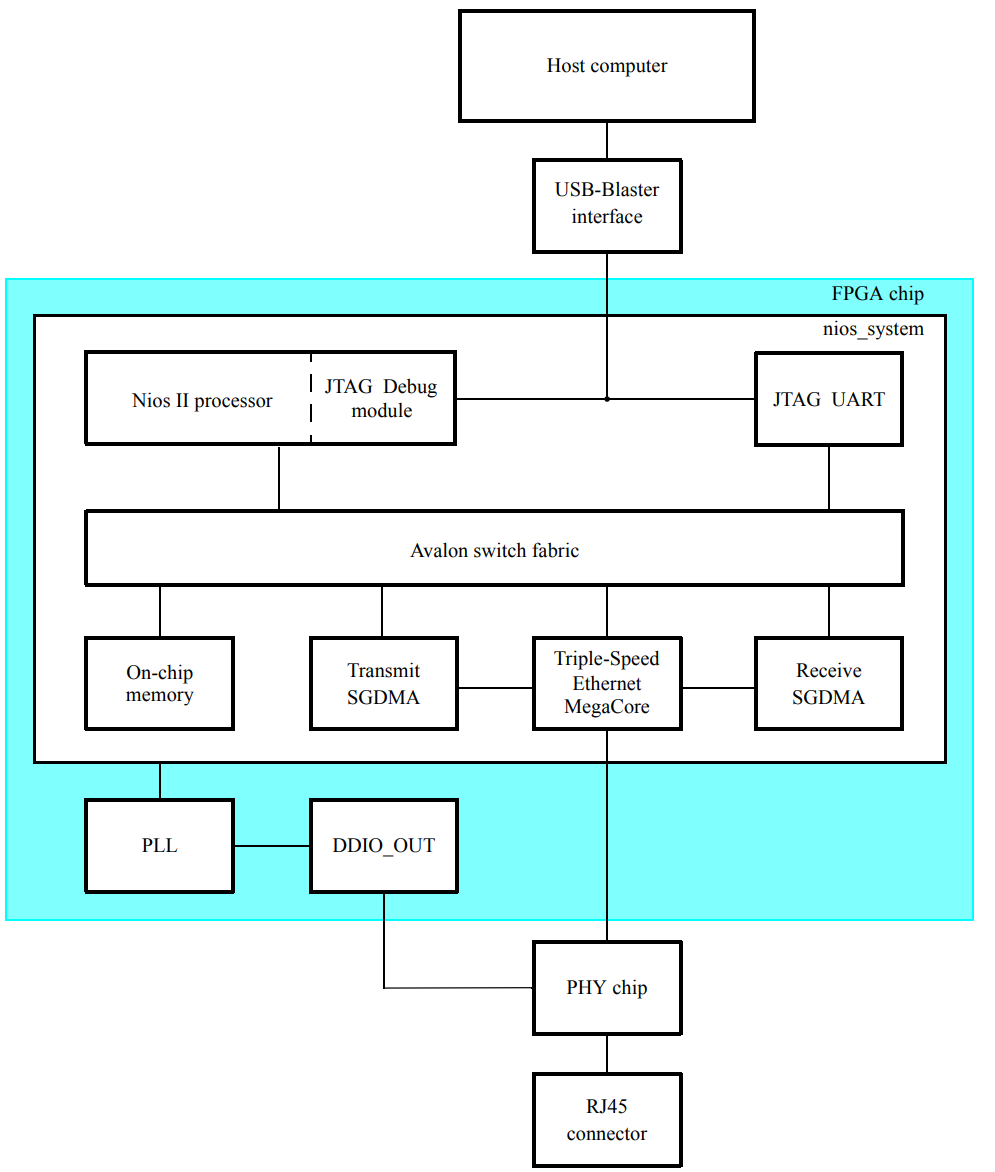 Host computer
USB-Blaster
interface
FPGA chip
nios_system
Nios II processor
JTAG Debug
module
JTAG UART
Avalon switch fabric
On-chip
memory
Transmit
SGDMA
Triple-Speed
Ethernet
MegaCore
Receive
SGDMA
PLL
DDIO_OUT
PHY chip
RJ45
connector